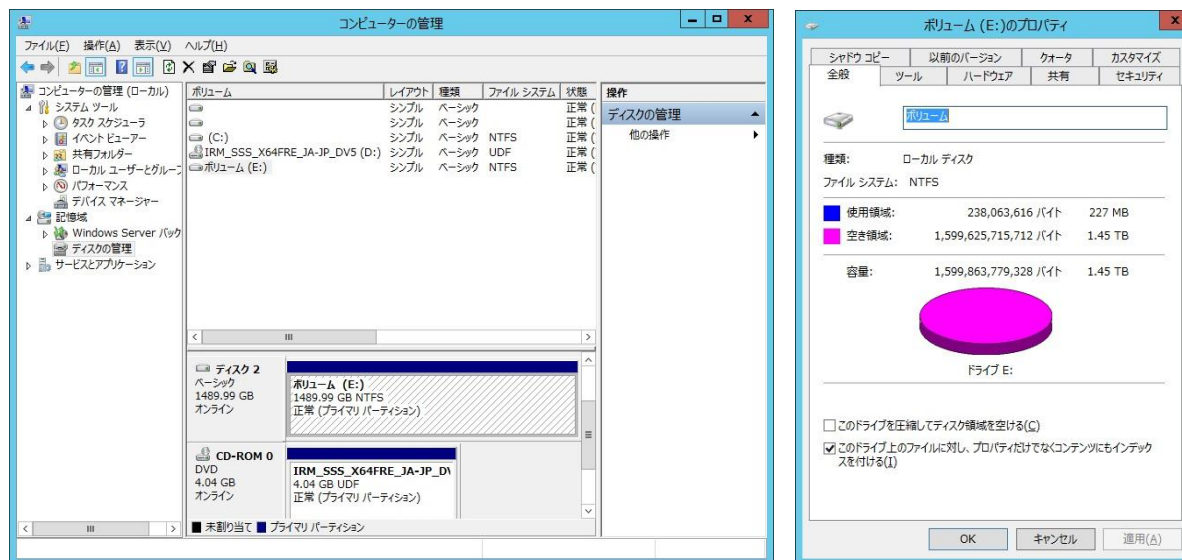 コンピューターの管理
ファイル(F) 操作(A) 表示(V) ヘルプ(H)
コンピューターの管理 (ローカル)
システム ツール
タスク スケジューラ
イベント ビューアー
共有フォルダー
ローカル ユーザーとグループ
パフォーマンス
デバイス マネージャー
記憶域
Windows Server バック
ディスクの管理
サービスとアプリケーション
ボリューム レイアウト 種類 ファイル システム 状態
シンプル ベーシック 正常 (
シンプル ベーシック 正常 (
(C:) シンプル ベーシック NTFS 正常 (
IRM_SSS_X64FRE_JA-JP_DV5 (D:) シンプル ベーシック UDF 正常 (
ボリューム (E:) シンプル ベーシック NTFS 正常 (
操作
ディスクの管理
他の操作
ディスク 2
ベーシック
1489.99 GB
オンライン
ボリューム (E:)
1489.99 GB NTFS
正常 (プライマリ パーティション)
CD-ROM 0
DVD
4.04 GB
オンライン
IRM_SSS_X64FRE_JA-JP_D\
4.04 GB UDF
正常 (プライマリ パーティション)
未割り当て プライマリ パーティション
ボリューム (E:)のプロパティ
シャドウ コピー 以前のバージョン クォータ カスタマイズ
全般 ツール ハードウェア 共有 セキュリティ
ボリューム
種類: ローカル ディスク
ファイル システム: NTFS
使用領域: 238,063,616 バイト 227 MB
空き領域: 1,599,625,715,712 バイト 1.45 TB
容量: 1,599,863,779,328 バイト 1.45 TB
ドライブ E:
このドライブを圧縮してディスク領域を空ける(C)
このドライブ上のファイルに対し、プロパティだけでなくコンテンツにもインデック
スを付ける(I)
OK キャンセル 適用(A)